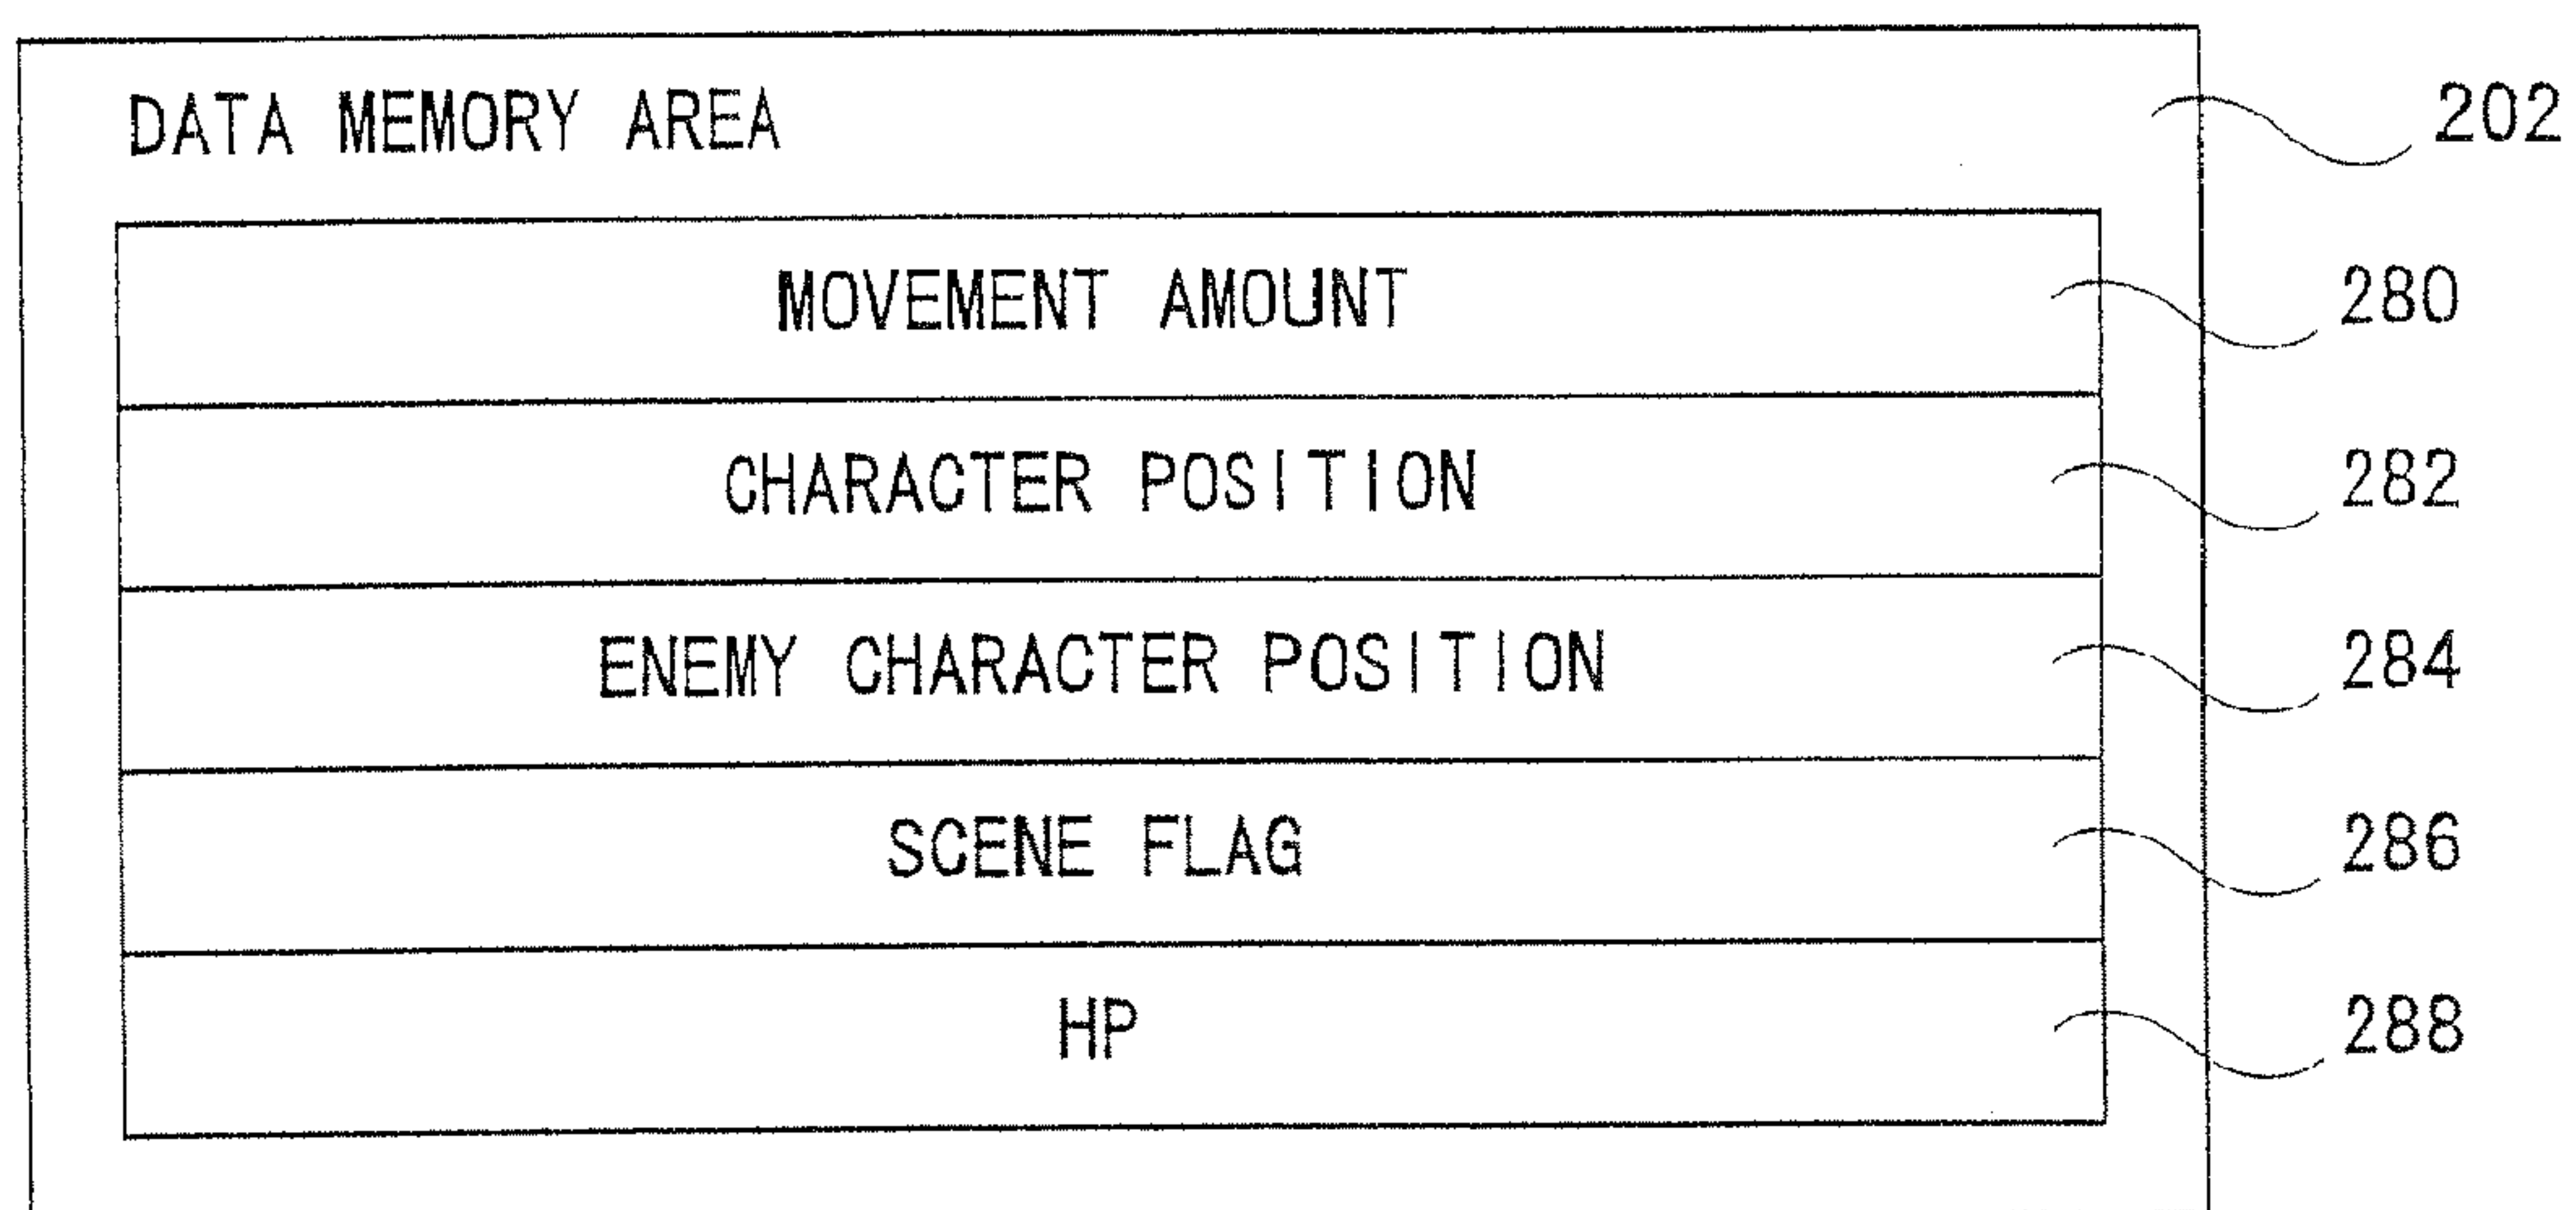 DATA MEMORY AREA 202
MOVEMENT AMOUNT 280
CHARACTER POSITION 282
ENEMY CHARACTER POSITION 284
SCENE FLAG 286
HP 288